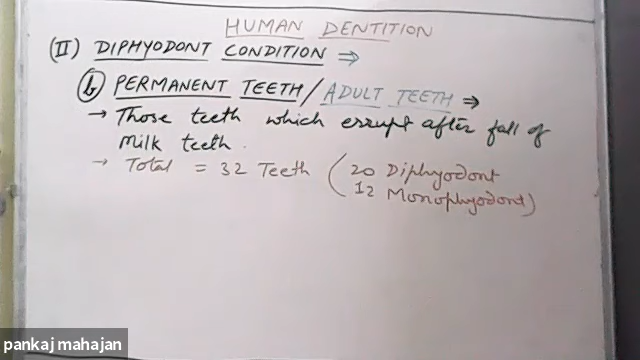 HUMAN DENTITION
(II) DIPHYODONT CONDITION ⇒
(b) PERMANENT TEETH/ADULT TEETH ⇒
→ Those teeth which errupt after fall of
Milk teeth.
→ Total = 32 Teeth (20 Diphyodont
12 Monophyodont)
pankaj mahajan